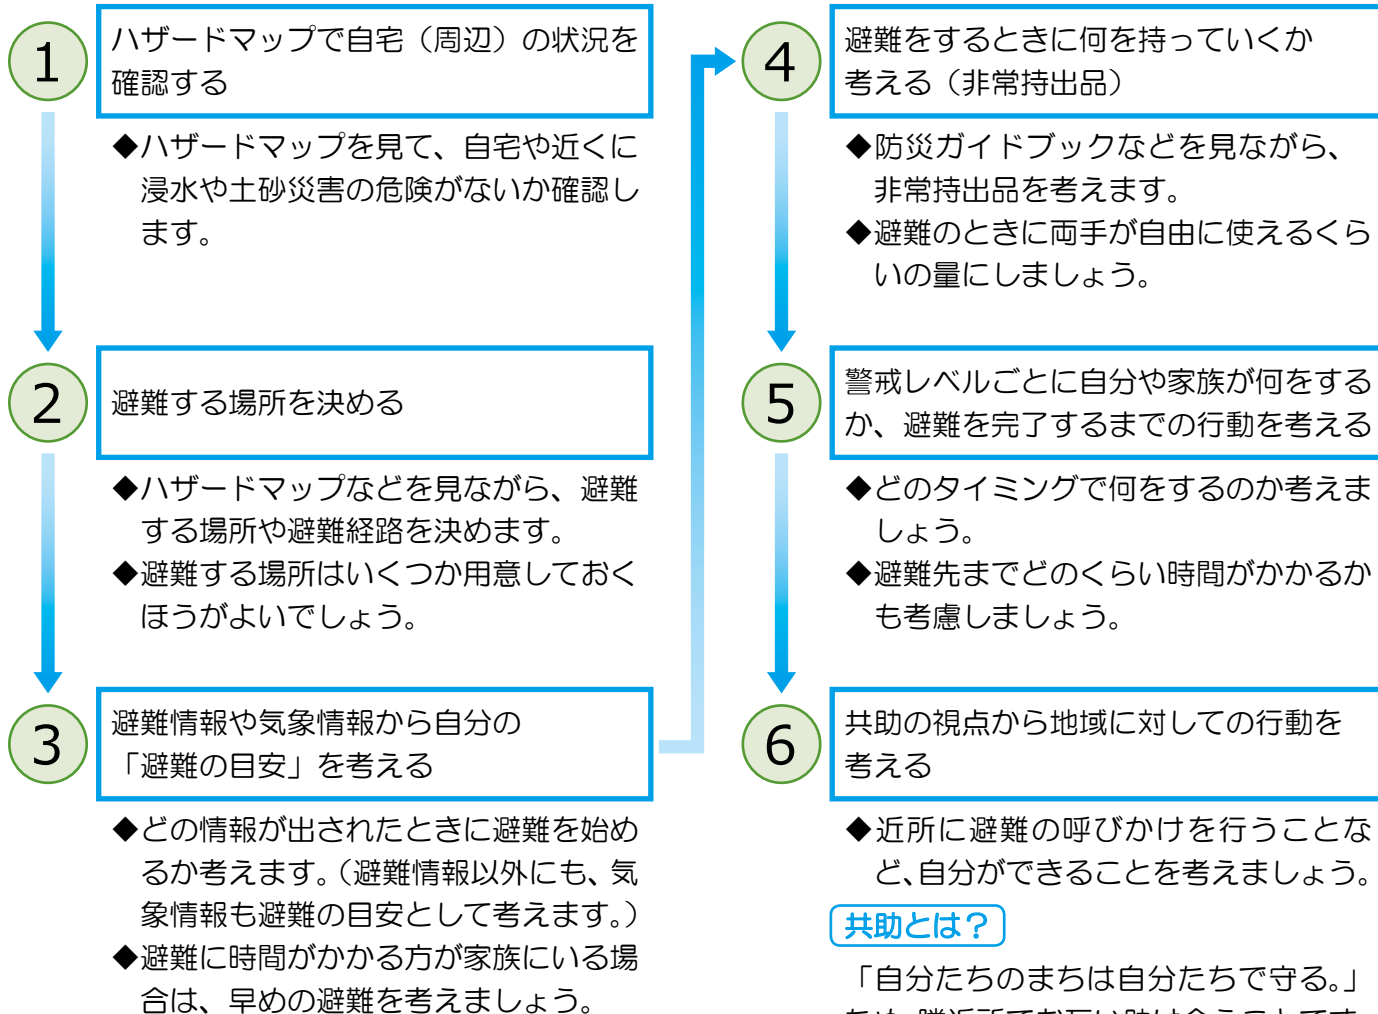 1
ハザードマップで自宅（周辺）の状況を
確認する
◆ハザードマップを見て、自宅や近くに
浸水や土砂災害の危険がないか確認し
ます。
2
避難する場所を決める
◆ハザードマップなどを見ながら、避難
する場所や避難経路を決めます。
◆避難する場所はいくつか用意しておく
ほうがよいでしょう。
3
避難情報や気象情報から自分の
「避難の目安」を考える
◆どの情報が出されたときに避難を始め
るか考えます。（避難情報以外にも、気
象情報も避難の目安として考えます。）
◆避難に時間がかかる方が家族にいる場
合は、早めの避難を考えましょう。
4
避難をするときに何を持っていくか
考える（非常持出品）
◆防災ガイドブックなどを見ながら、
非常持出品を考えます。
◆避難のときに両手が自由に使えるくら
いの量にしましょう。
5
警戒レベルごとに自分や家族が何をする
か、避難を完了するまでの行動を考える
◆どのタイミングで何をするのか考えま
しょう。
◆避難先までどのくらい時間がかかるか
も考慮しましょう。
6
共助の視点から地域に対しての行動を
考える
◆近所に避難の呼びかけを行うことな
ど、自分ができることを考えましょう。
共助とは？
「自分たちのまちは自分たちで守る。」
ため、隣近所でお互い助け合うことです